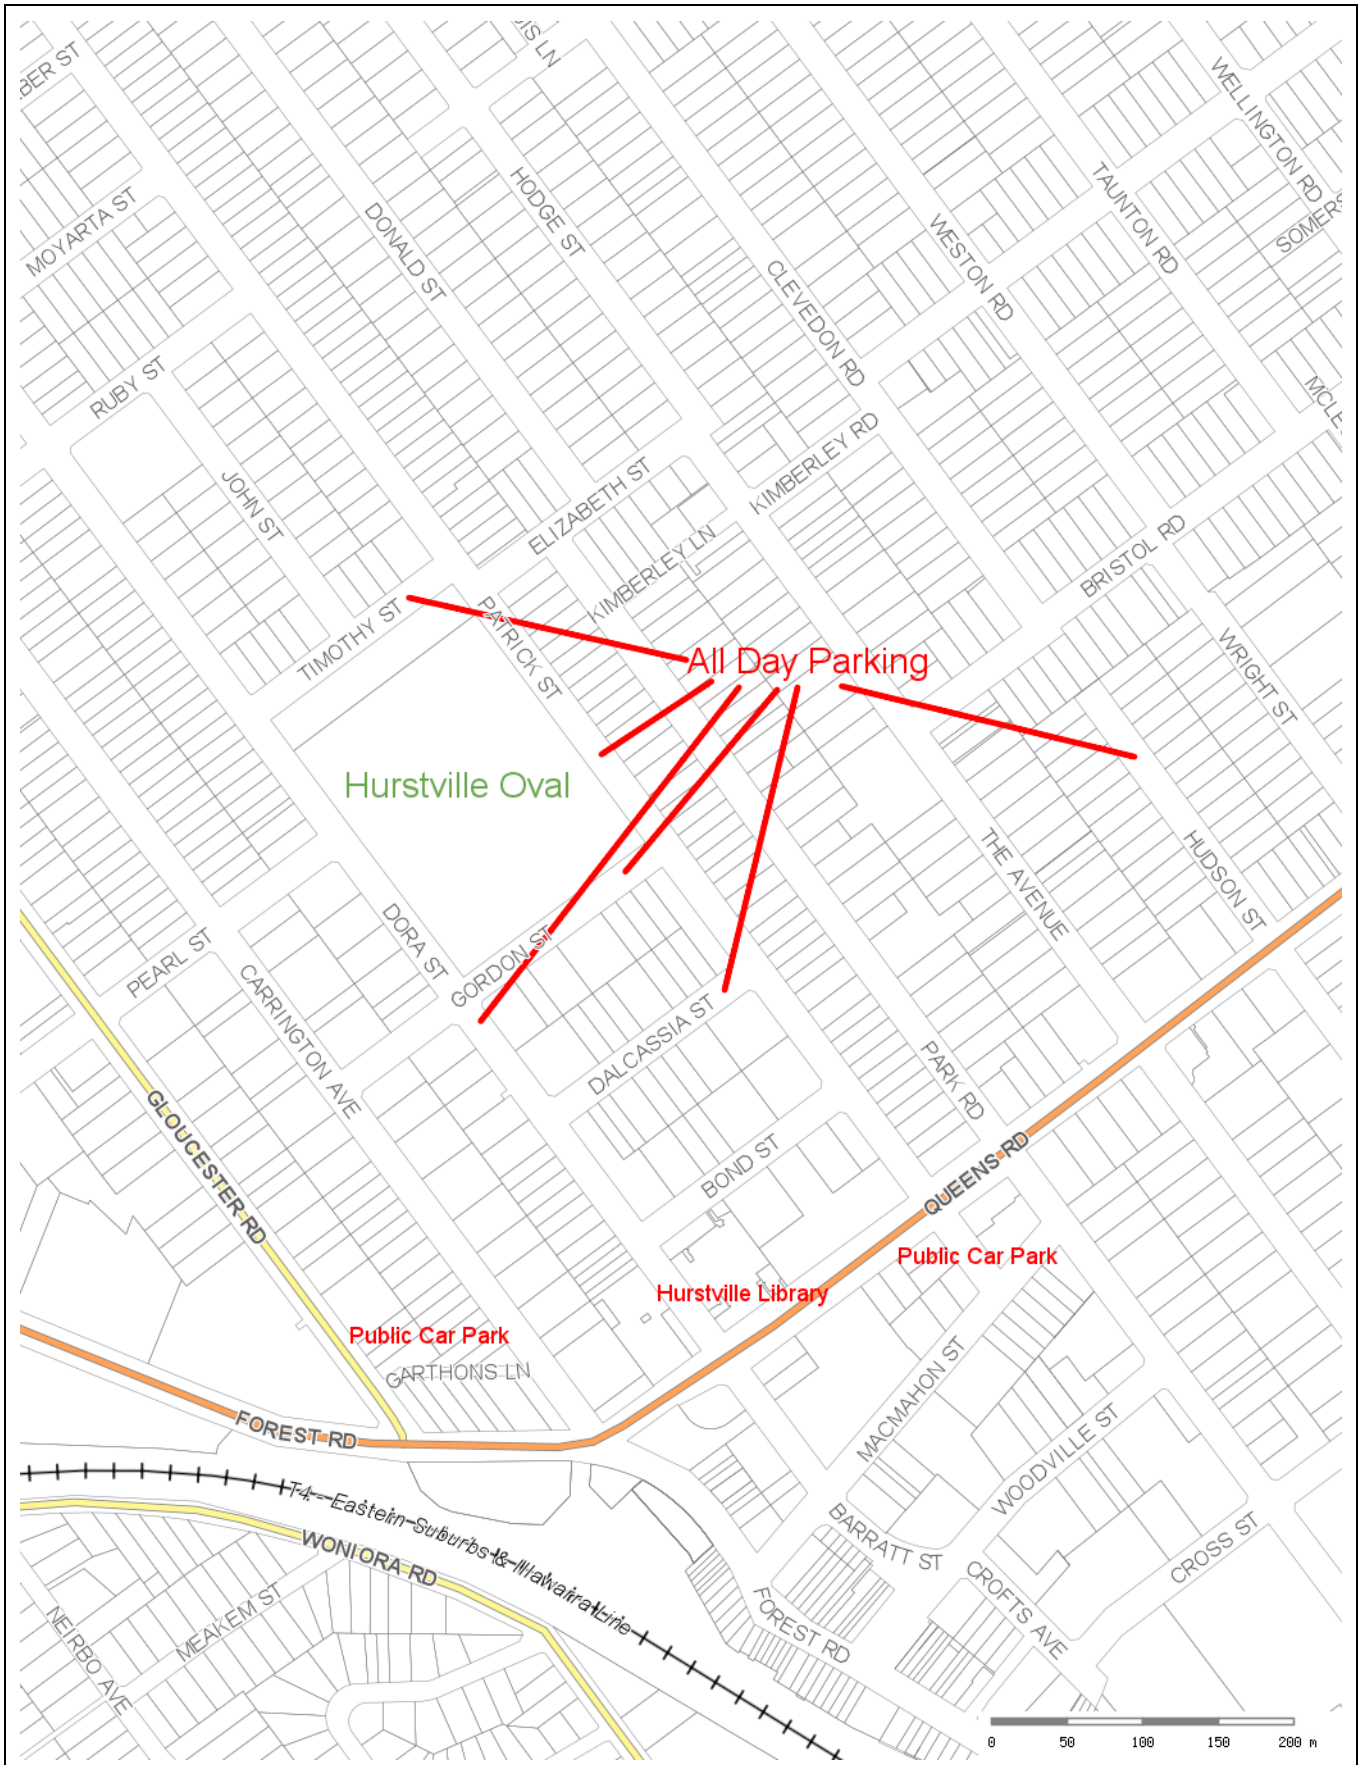 IS LN
BER ST
WELLINGTON RD
MOYARTA ST
HODGE ST
TAUNTON RD
SOMERS
DONALD ST
WESTON RD
CLEVEDON RD
RUBY ST
MCLE
KIMBERLEY RD
JOHN ST
ELIZABETH ST
KIMBERLEY LN
BRISTOL RD
TIMOTHY ST
PATRICK ST
All Day Parking
WRIGHT ST
Hurstville Oval
THE AVENUE
HUDSON ST
DORA ST
GORDON ST
PEARL ST
CARRINGTON AVE
DALCASSIA ST
PARK RD
GLOUCESTER RD
BOND ST
QUEENS RD
Public Car Park
Hurstville Library
Public Car Park
GARTHONS LN
MACMAHON ST
FOREST RD
WOODVILLE ST
T4 - Eastern Suburbs & Illawarra Line
BARRATT ST
CROSS ST
WONIORA RD
CROFTS AVE
FOREST RD
MEAKEM ST
NEIRBO AVE
0 50 100 150 200 m